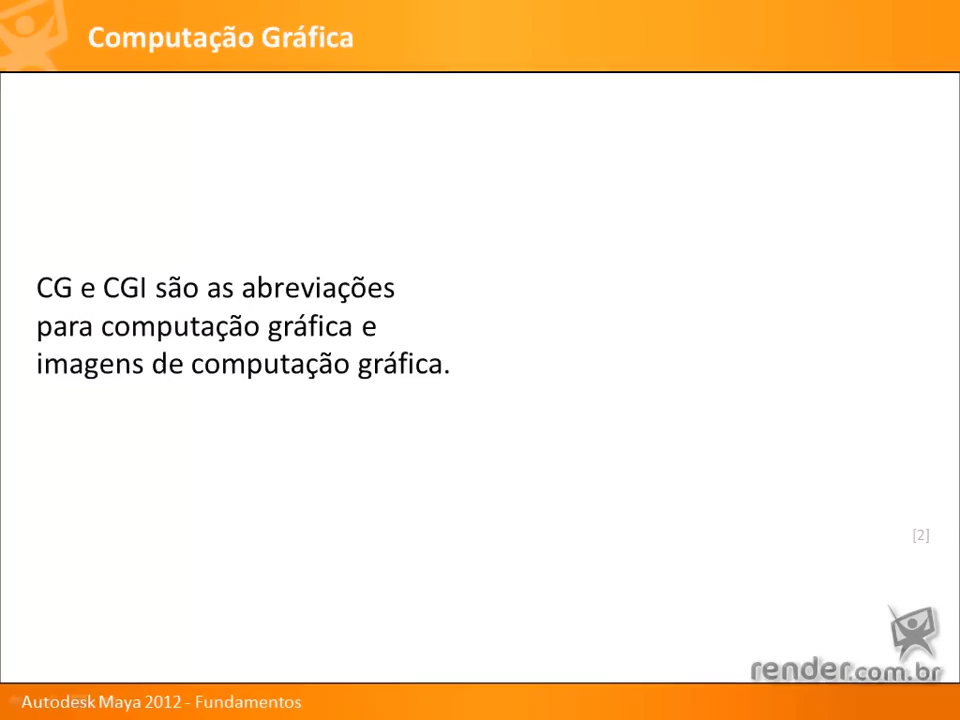 Computação Gráfica
CG e CGI são as abreviações
para computação gráfica e
imagens de computação gráfica.
[2]
render.com.br
Autodesk Maya 2012 - Fundamentos